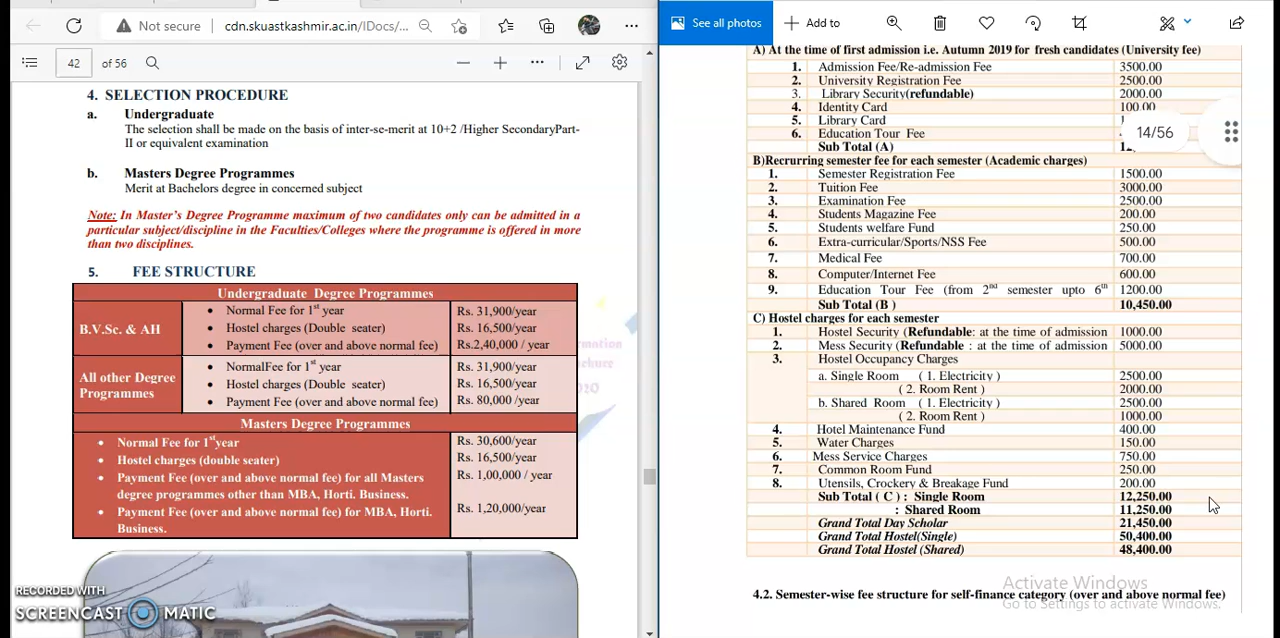 Not secure
cdn.skuastkashmir.ac.in/IDocs/...
42 of 56
4. SELECTION PROCEDURE
a. Undergraduate
The selection shall be made on the basis of inter-se-merit at 10+2 /Higher SecondaryPart-
II or equivalent examination
b. Masters Degree Programmes
Merit at Bachelors degree in concerned subject
Note: In Master's Degree Programme maximum of two candidates only can be admitted in a
particular subject/discipline in the Faculties/Colleges where the programme is offered in more
than two disciplines.
5. FEE STRUCTURE
Undergraduate Degree Programmes
B.V.Sc. & AH
• Normal Fee for 1st year Rs. 31,900/year
• Hostel charges (Double seater) Rs. 16,500/year
• Payment Fee (over and above normal fee) Rs.2,40,000 / year
All other Degree
Programmes
• NormalFee for 1st year Rs. 31,900/year
• Hostel charges (Double seater) Rs. 16,500/year
• Payment Fee (over and above normal fee) Rs. 80,000 /year
Masters Degree Programmes
• Normal Fee for 1styear Rs. 30,600/year
• Hostel charges (double seater) Rs. 16,500/year
• Payment Fee (over and above normal fee) for all Masters Rs. 1,00,000 / year
degree programmes other than MBA, Horti. Business.
• Payment Fee (over and above normal fee) for MBA, Horti. Rs. 1,20,000/year
Business.
RECORDED WITH
SCREENCAST MATIC
See all photos
Add to
A) At the time of first admission i.e. Autumn 2019 for fresh candidates (University fee)
1. Admission Fee/Re-admission Fee 3500.00
2. University Registration Fee 2500.00
3. Library Security(refundable) 2000.00
4. Identity Card 100.00
5. Library Card
6. Education Tour Fee
Sub Total (A)
14/56
B)Recrurring semester fee for each semester (Academic charges)
1. Semester Registration Fee 1500.00
2. Tuition Fee 3000.00
3. Examination Fee 2500.00
4. Students Magazine Fee 200.00
5. Students welfare Fund 250.00
6. Extra-curricular/Sports/NSS Fee 500.00
7. Medical Fee 700.00
8. Computer/Internet Fee 600.00
9. Education Tour Fee (from 2nd semester upto 6th 1200.00
Sub Total (B ) 10,450.00
C) Hostel charges for each semester
1. Hostel Security (Refundable: at the time of admission 1000.00
2. Mess Security (Refundable : at the time of admission 5000.00
3. Hostel Occupancy Charges
a. Single Room ( 1. Electricity ) 2500.00
( 2. Room Rent ) 2000.00
b. Shared Room ( 1. Electricity ) 2500.00
( 2. Room Rent ) 1000.00
4. Hotel Maintenance Fund 400.00
5. Water Charges 150.00
6. Mess Service Charges 750.00
7. Common Room Fund 250.00
8. Utensils, Crockery & Breakage Fund 200.00
Sub Total ( C ) : Single Room 12,250.00
: Shared Room 11,250.00
Grand Total Day Scholar 21,450.00
Grand Total Hostel(Single) 50,400.00
Grand Total Hostel (Shared) 48,400.00
Activate Windows
4.2. Semester-wise fee structure for self-finance category (over and above normal fee)
Go to Settings to activate Windows.